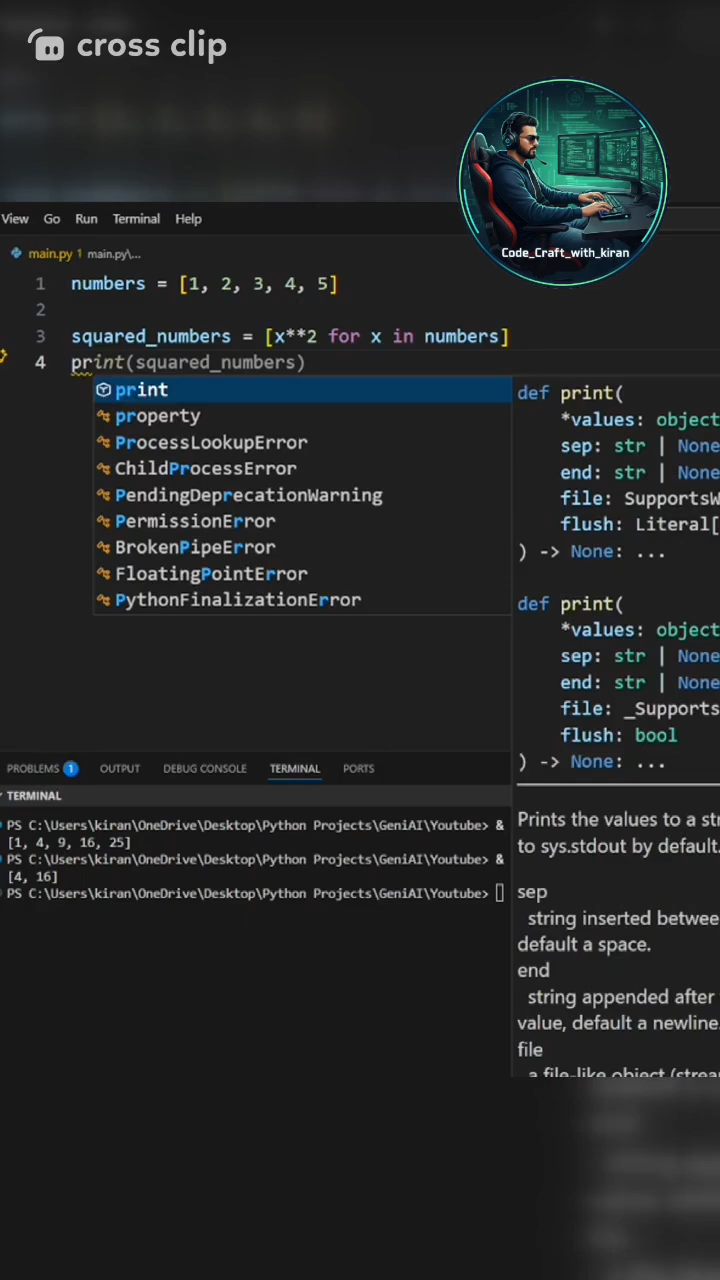 cross clip
Code_Craft_with_kiran
View Go Run Terminal Help
main.py 1 main.py\...
1 numbers = [1, 2, 3, 4, 5]
2
3 squared_numbers = [x**2 for x in numbers]
4 print(squared_numbers)
print
property
ProcessLookupError
ChildProcessError
PendingDeprecationWarning
PermissionError
BrokenPipeError
FloatingPointError
PythonFinalizationError
def print(
*values: object
sep: str | None
end: str | None
file: SupportsW
flush: Literal[
) -> None: ...
def print(
*values: object
sep: str | None
end: str | None
file: _Supports
flush: bool
) -> None: ...
Prints the values to a str
to sys.stdout by default.
sep
string inserted betwee
default a space.
end
string appended after
value, default a newline.
file
a file-like object (strea
PROBLEMS 1 OUTPUT DEBUG CONSOLE TERMINAL PORTS
TERMINAL
PS C:\Users\kiran\OneDrive\Desktop\Python Projects\GeniAI\Youtube> &
[1, 4, 9, 16, 25]
PS C:\Users\kiran\OneDrive\Desktop\Python Projects\GeniAI\Youtube> &
[4, 16]
PS C:\Users\kiran\OneDrive\Desktop\Python Projects\GeniAI\Youtube>